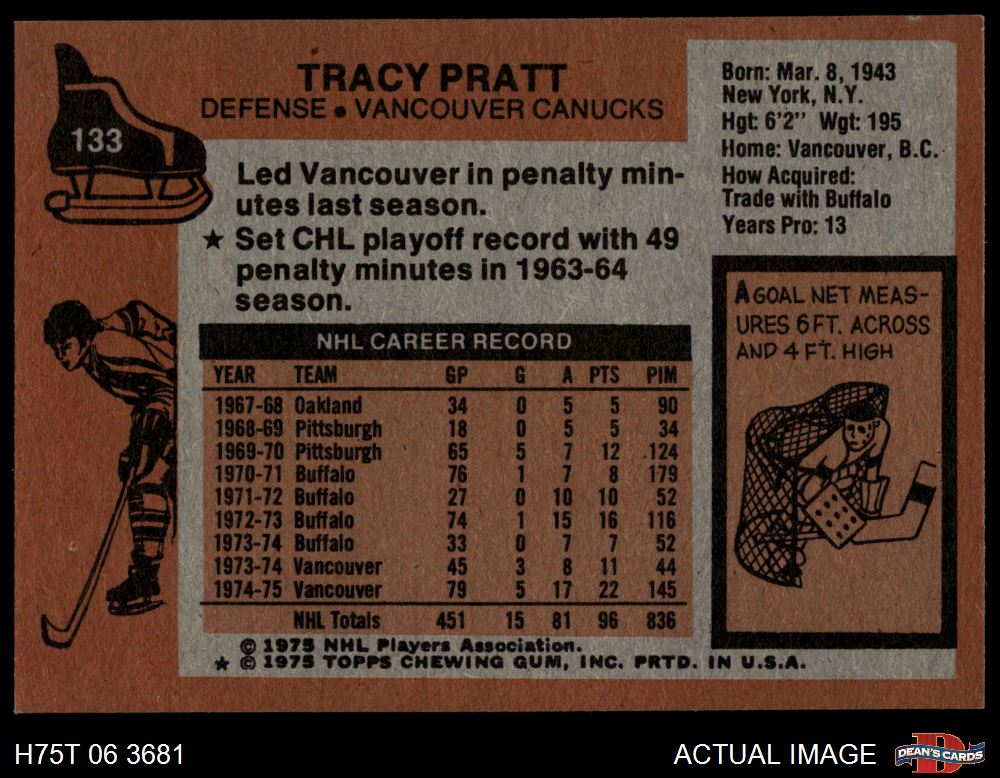 133
TRACY PRATT
DEFENSE • VANCOUVER CANUCKS
Led Vancouver in penalty min-
utes last season.
★ Set CHL playoff record with 49
penalty minutes in 1963-64
season.
Born: Mar. 8, 1943
New York, N.Y.
Hgt: 6'2" Wgt: 195
Home: Vancouver, B.C.
How Acquired:
Trade with Buffalo
Years Pro: 13
NHL CAREER RECORD
YEAR TEAM GP G A PTS PIM
1967-68 Oakland 34 0 5 5 90
1968-69 Pittsburgh 18 0 5 5 34
1969-70 Pittsburgh 65 5 7 12 124
1970-71 Buffalo 76 1 7 8 179
1971-72 Buffalo 27 0 10 10 52
1972-73 Buffalo 74 1 15 16 116
1973-74 Buffalo 33 0 7 7 52
1973-74 Vancouver 45 3 8 11 44
1974-75 Vancouver 79 5 17 22 145
NHL Totals 451 15 81 96 836
A GOAL NET MEAS-
URES 6 FT. ACROSS
AND 4 FT. HIGH
© 1975 NHL Players Association.
★ © 1975 TOPPS CHEWING GUM, INC. PRTD. IN U.S.A.
H75T 06 3681
ACTUAL IMAGE
DEAN'S CARDS